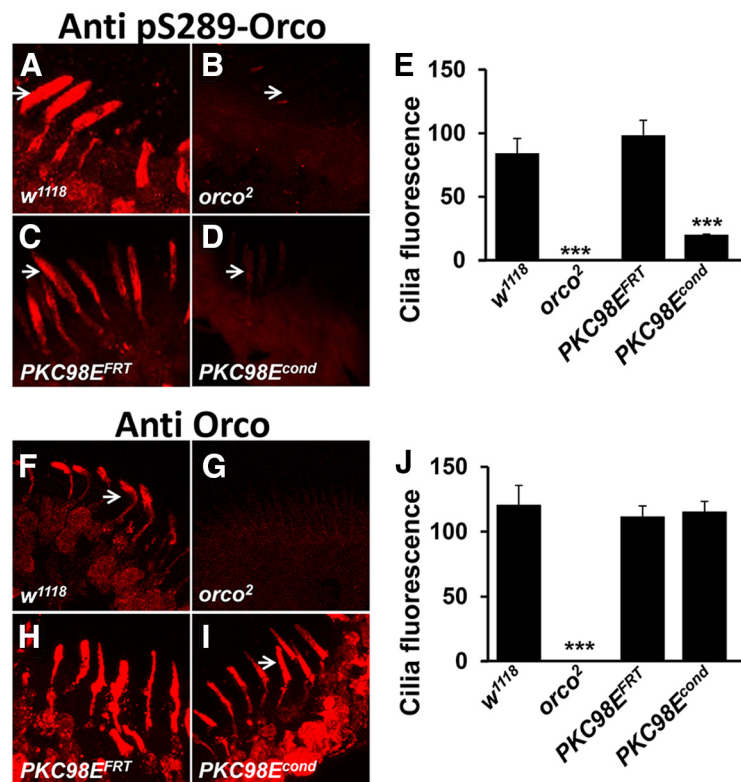 Anti pS289-Orco
A
w1118
B
orco2
C
PKC98EFRT
D
PKC98Econd
E
Cilia fluorescence
150
100
50
0
***
***
w1118
orco2
PKC98EFRT
PKC98Econd
Anti Orco
F
w1118
G
orco2
H
PKC98EFRT
I
PKC98Econd
J
Cilia fluorescence
150
100
50
0
***
w1118
orco2
PKC98EFRT
PKC98Econd